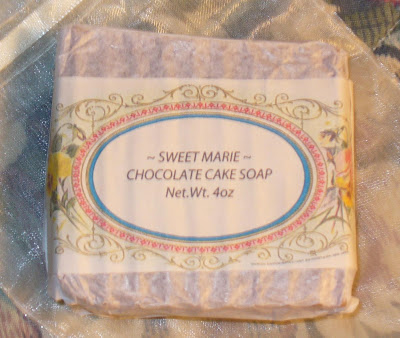 ~ SWEET MARIE ~
CHOCOLATE CAKE SOAP
Net.Wt. 4oz